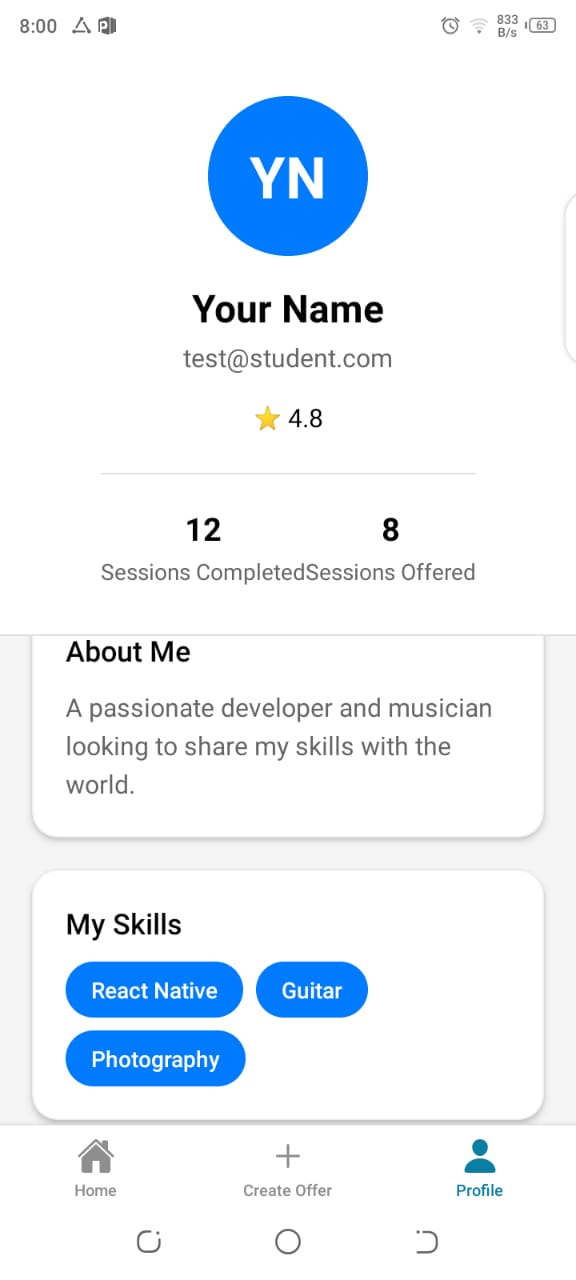 8:00
833
B/s
63
YN
Your Name
test@student.com
4.8
12 8
Sessions CompletedSessions Offered
About Me
A passionate developer and musician
looking to share my skills with the
world.
My Skills
React Native Guitar
Photography
Home Create Offer Profile